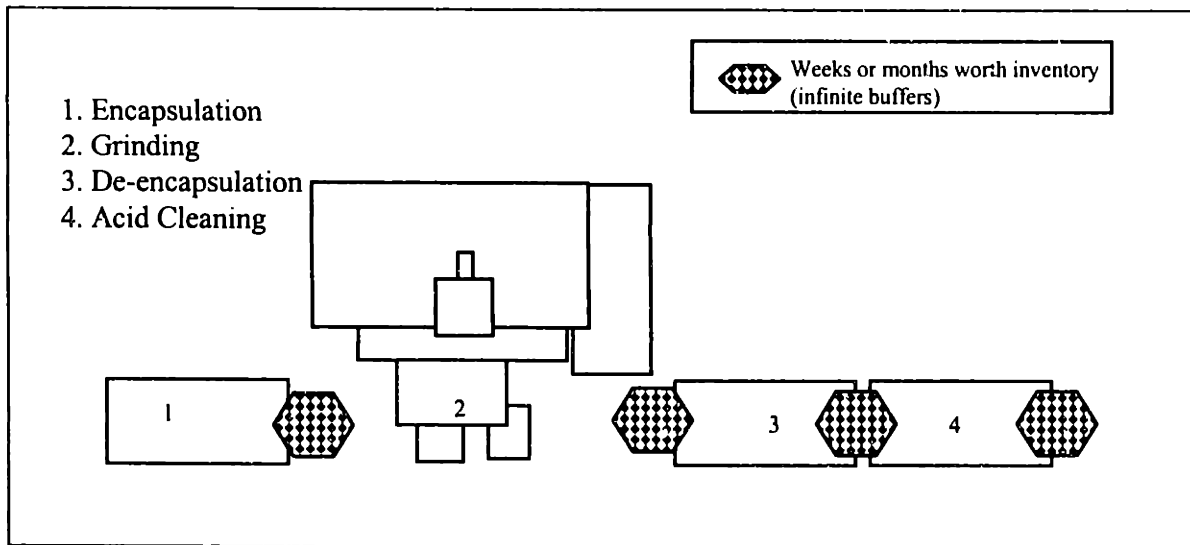 Weeks or months worth inventory
(infinite buffers)
1. Encapsulation
2. Grinding
3. De-encapsulation
4. Acid Cleaning
1
2
3
4